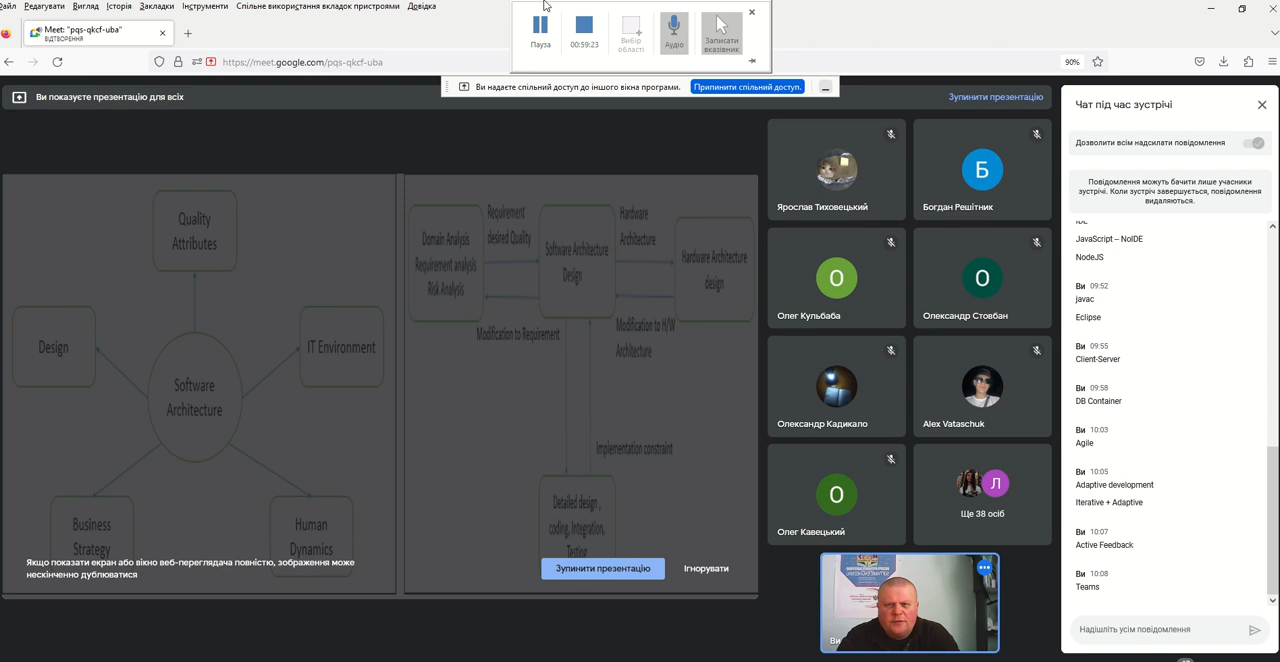 айл Редагувати Вигляд Історія Закладки Інструменти Спільне використання вкладок пристроями Довідка
Meet: "pqs-qkcf-uba"
ВІДТВОРЕННЯ
Пауза
00:59:23
Вибір області
Аудіо
Записати вказівник
https://meet.google.com/pqs-qkcf-uba
90%
Ви надаєте спільний доступ до іншого вікна програми.
Припинити спільний доступ.
Ви показуєте презентацію для всіх
Зупинити презентацію
Quality
Attributes
Design
IT Environment
Software
Architecture
Business
Strategy
Human
Dynamics
Domain Analysis
Requirement analysis
Risk Analysis
Requirement
desired Quality
Software Architecture
Design
Hardware
Architecture
Hardware Architecture
design
Modification to Requirement
Modification to H/W
Architecture
Implementation constraint
Detailed design ,
coding, Integration,
Testing
Якщо показати екран або вікно веб-переглядача повністю, зображення може
нескінченно дублюватися
Зупинити презентацію
Ігнорувати
Ярослав Тиховецький
Б
Богдан Решітник
О
Олег Кульбаба
О
Олександр Стовбан
Олександр Кадикало
Alex Vataschuk
О
Олег Кавецький
Л
Ще 38 осіб
Ви
Чат під час зустрічі
Дозволити всім надсилати повідомлення
Повідомлення можуть бачити лише учасники
зустрічі. Коли зустріч завершується, повідомлення
видаляються.
IDE
JavaScript – NoIDE
NodeJS
Ви 09:52
javac
Eclipse
Ви 09:55
Client-Server
Ви 09:58
DB Container
Ви 10:03
Agile
Ви 10:05
Adaptive development
Iterative + Adaptive
Ви 10:07
Active Feedback
Ви 10:08
Teams
Надішліть усім повідомлення